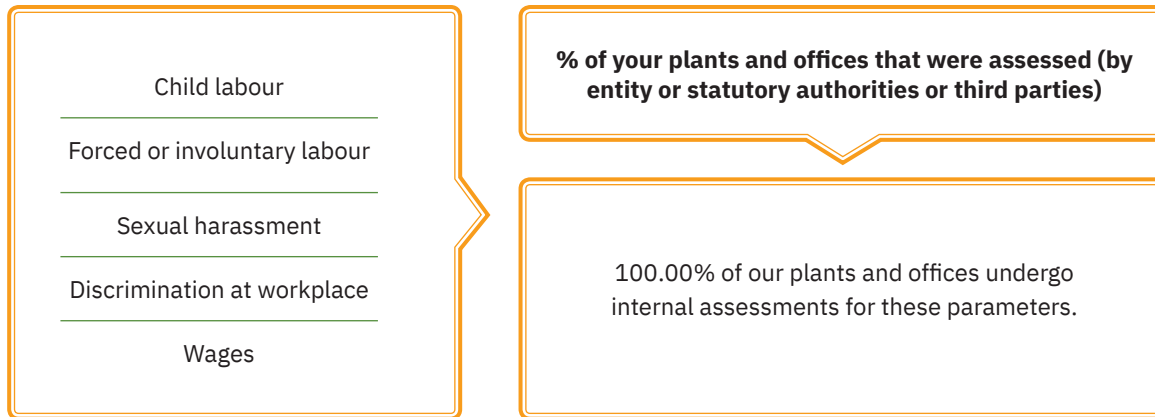 Child labour
Forced or involuntary labour
Sexual harassment
Discrimination at workplace
Wages
% of your plants and offices that were assessed (by
entity or statutory authorities or third parties)
100.00% of our plants and offices undergo
internal assessments for these parameters.